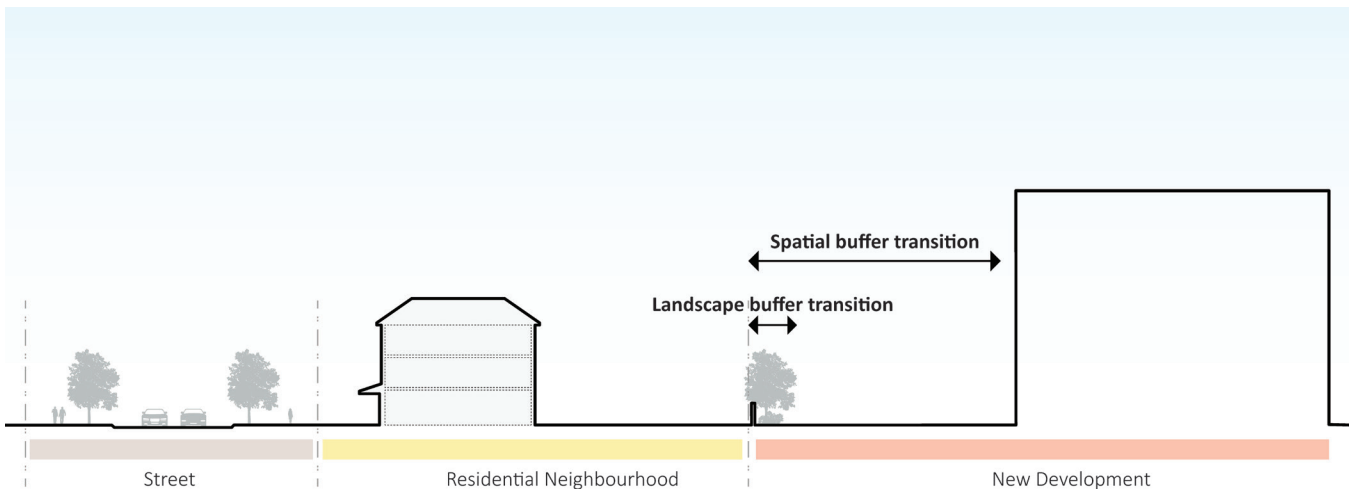 Spatial buffer transition
Landscape buffer transition
Street
Residential Neighbourhood
New Development